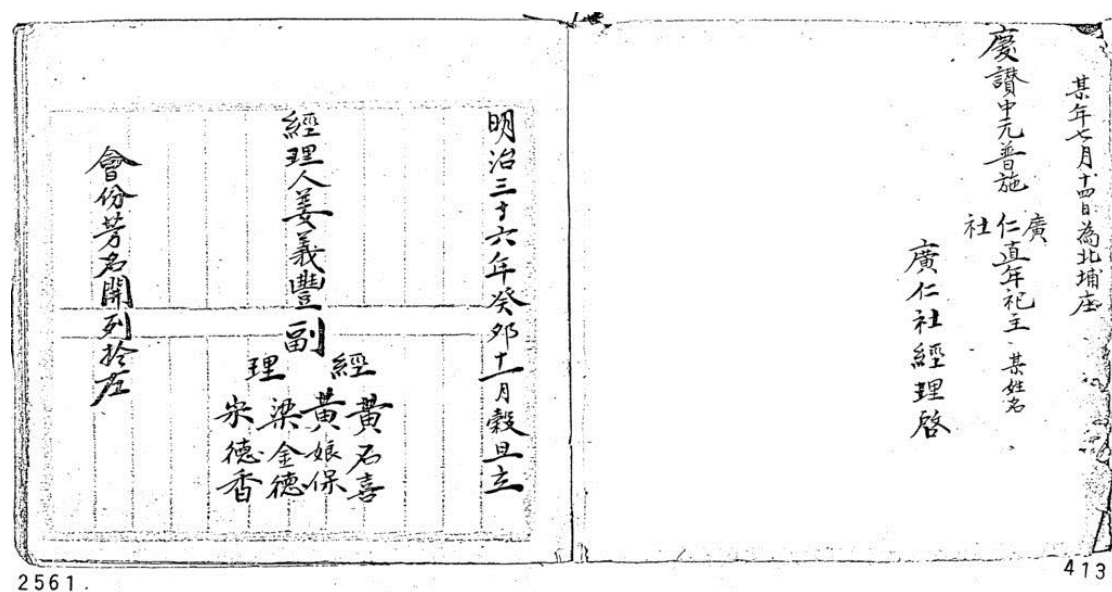 某年七月十四日為北埔庄
慶讃中元普施
廣仁社直年祀主 某姓名
廣仁社經理啓
明治三十六年癸卯十一月穀旦立
經理人姜義豐副經理
黃石喜
黃娘保
梁金德
宋德香
會份芳名開列於左
2561.
413